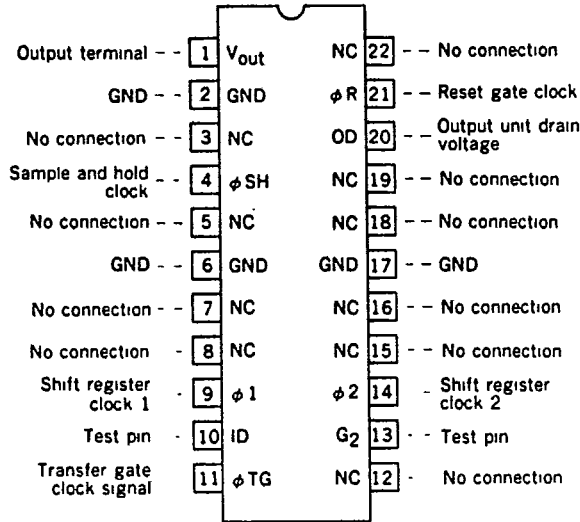 Output terminal 1 Vout NC 22 No connection
GND 2 GND φR 21 Reset gate clock
No connection 3 NC OD 20 Output unit drain voltage
Sample and hold clock 4 φSH NC 19 No connection
No connection 5 NC NC 18 No connection
GND 6 GND GND 17 GND
No connection 7 NC NC 16 No connection
No connection 8 NC NC 15 No connection
Shift register clock 1 9 φ1 φ2 14 Shift register clock 2
Test pin 10 ID G2 13 Test pin
Transfer gate clock signal 11 φTG NC 12 No connection